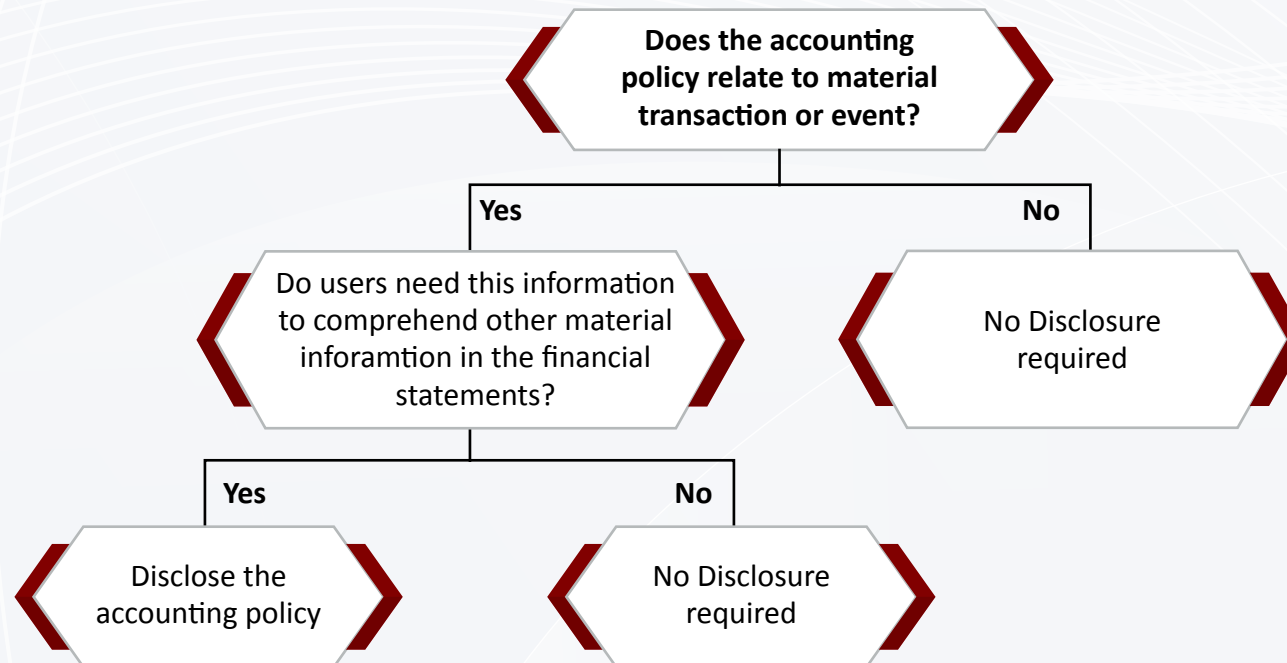 Does the accounting
policy relate to material
transaction or event?
Yes
No
Do users need this information
to comprehend other material
inforamtion in the financial
statements?
No Disclosure
required
Yes
No
Disclose the
accounting policy
No Disclosure
required